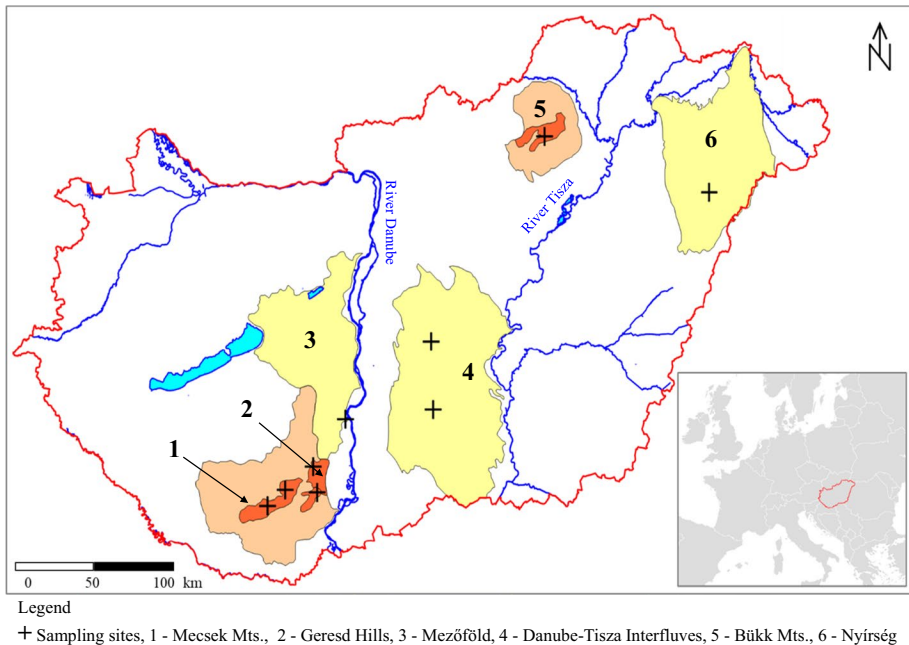 N
5
6
River Danube
River Tisza
3
4
2
1
0 50 100 km
Legend
+ Sampling sites, 1 - Mecsek Mts., 2 - Geresd Hills, 3 - Mezőföld, 4 - Danube-Tisza Interfluves, 5 - Bükk Mts., 6 - Nyírség